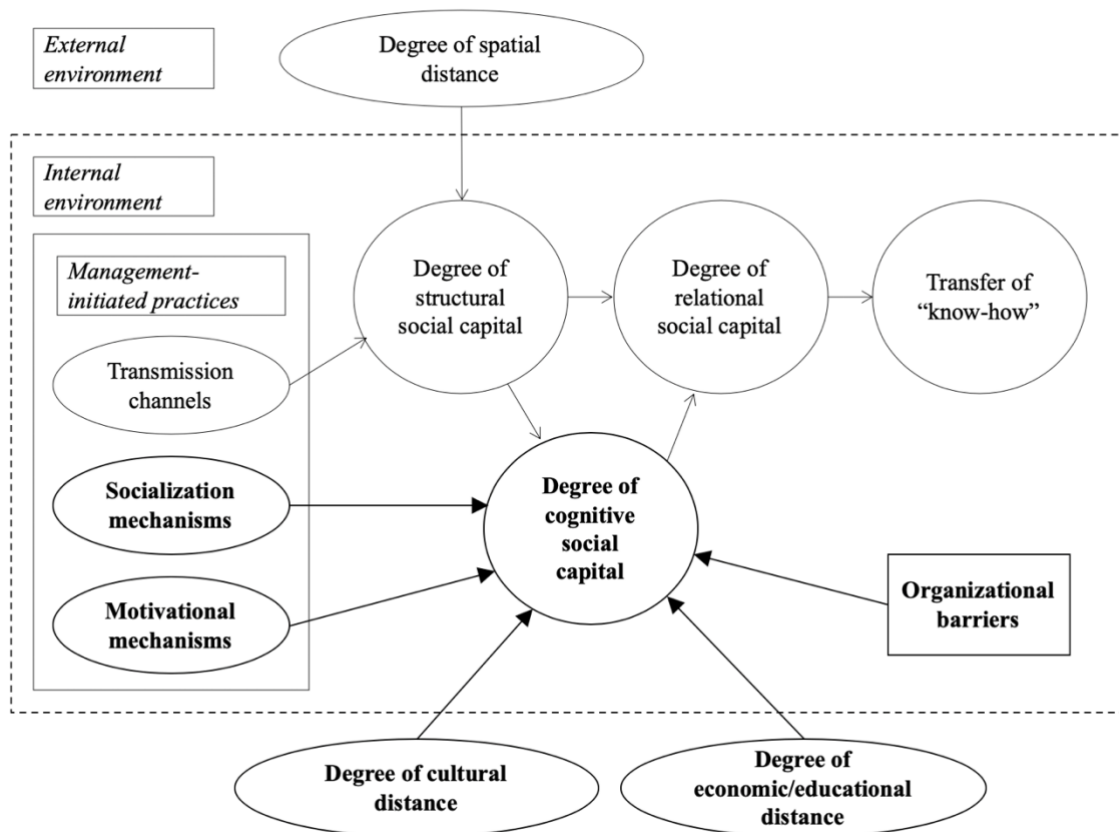 External
environment
Degree of spatial
distance
Internal
environment
Management-
initiated practices
Degree of
structural
social capital
Degree of
relational
social capital
Transfer of
“know-how”
Transmission
channels
Socialization
mechanisms
Degree of
cognitive
social
capital
Motivational
mechanisms
Organizational
barriers
Degree of cultural
distance
Degree of
economic/educational
distance